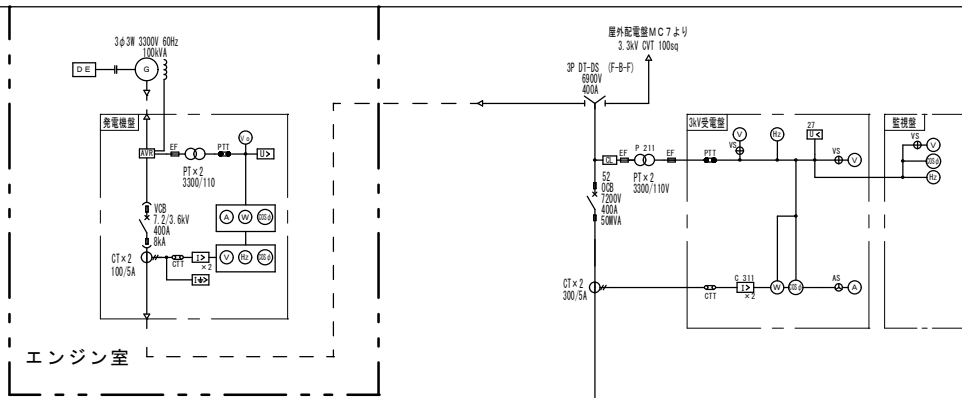 3φ3W 3300V 60Hz
100kVA
DE
G
発電機盤
AVR
EF
PTT
U>
PT×2
3300/110
VCB
7.2/3.6kV
400A
8kA
A
W
COSφ
V
Hz
COSφ
CT×2
100/5A
CTT
I>
×2
エンジン室
屋外配電盤MC7より
3.3kV CVT 100sq
3P DT-DS (F-B-F)
6900V
400A
CL
EF
P 211
EF
PTT
PT×2
3300/110V
52
OCB
7200V
400A
50MVA
CT×2
300/5A
3kV受電盤
V
VS
Hz
27
U<
VS
V
CTT
C 311
I>
×2
W
COSφ
AS
A
監視盤
VS
V
COSφ
Hz